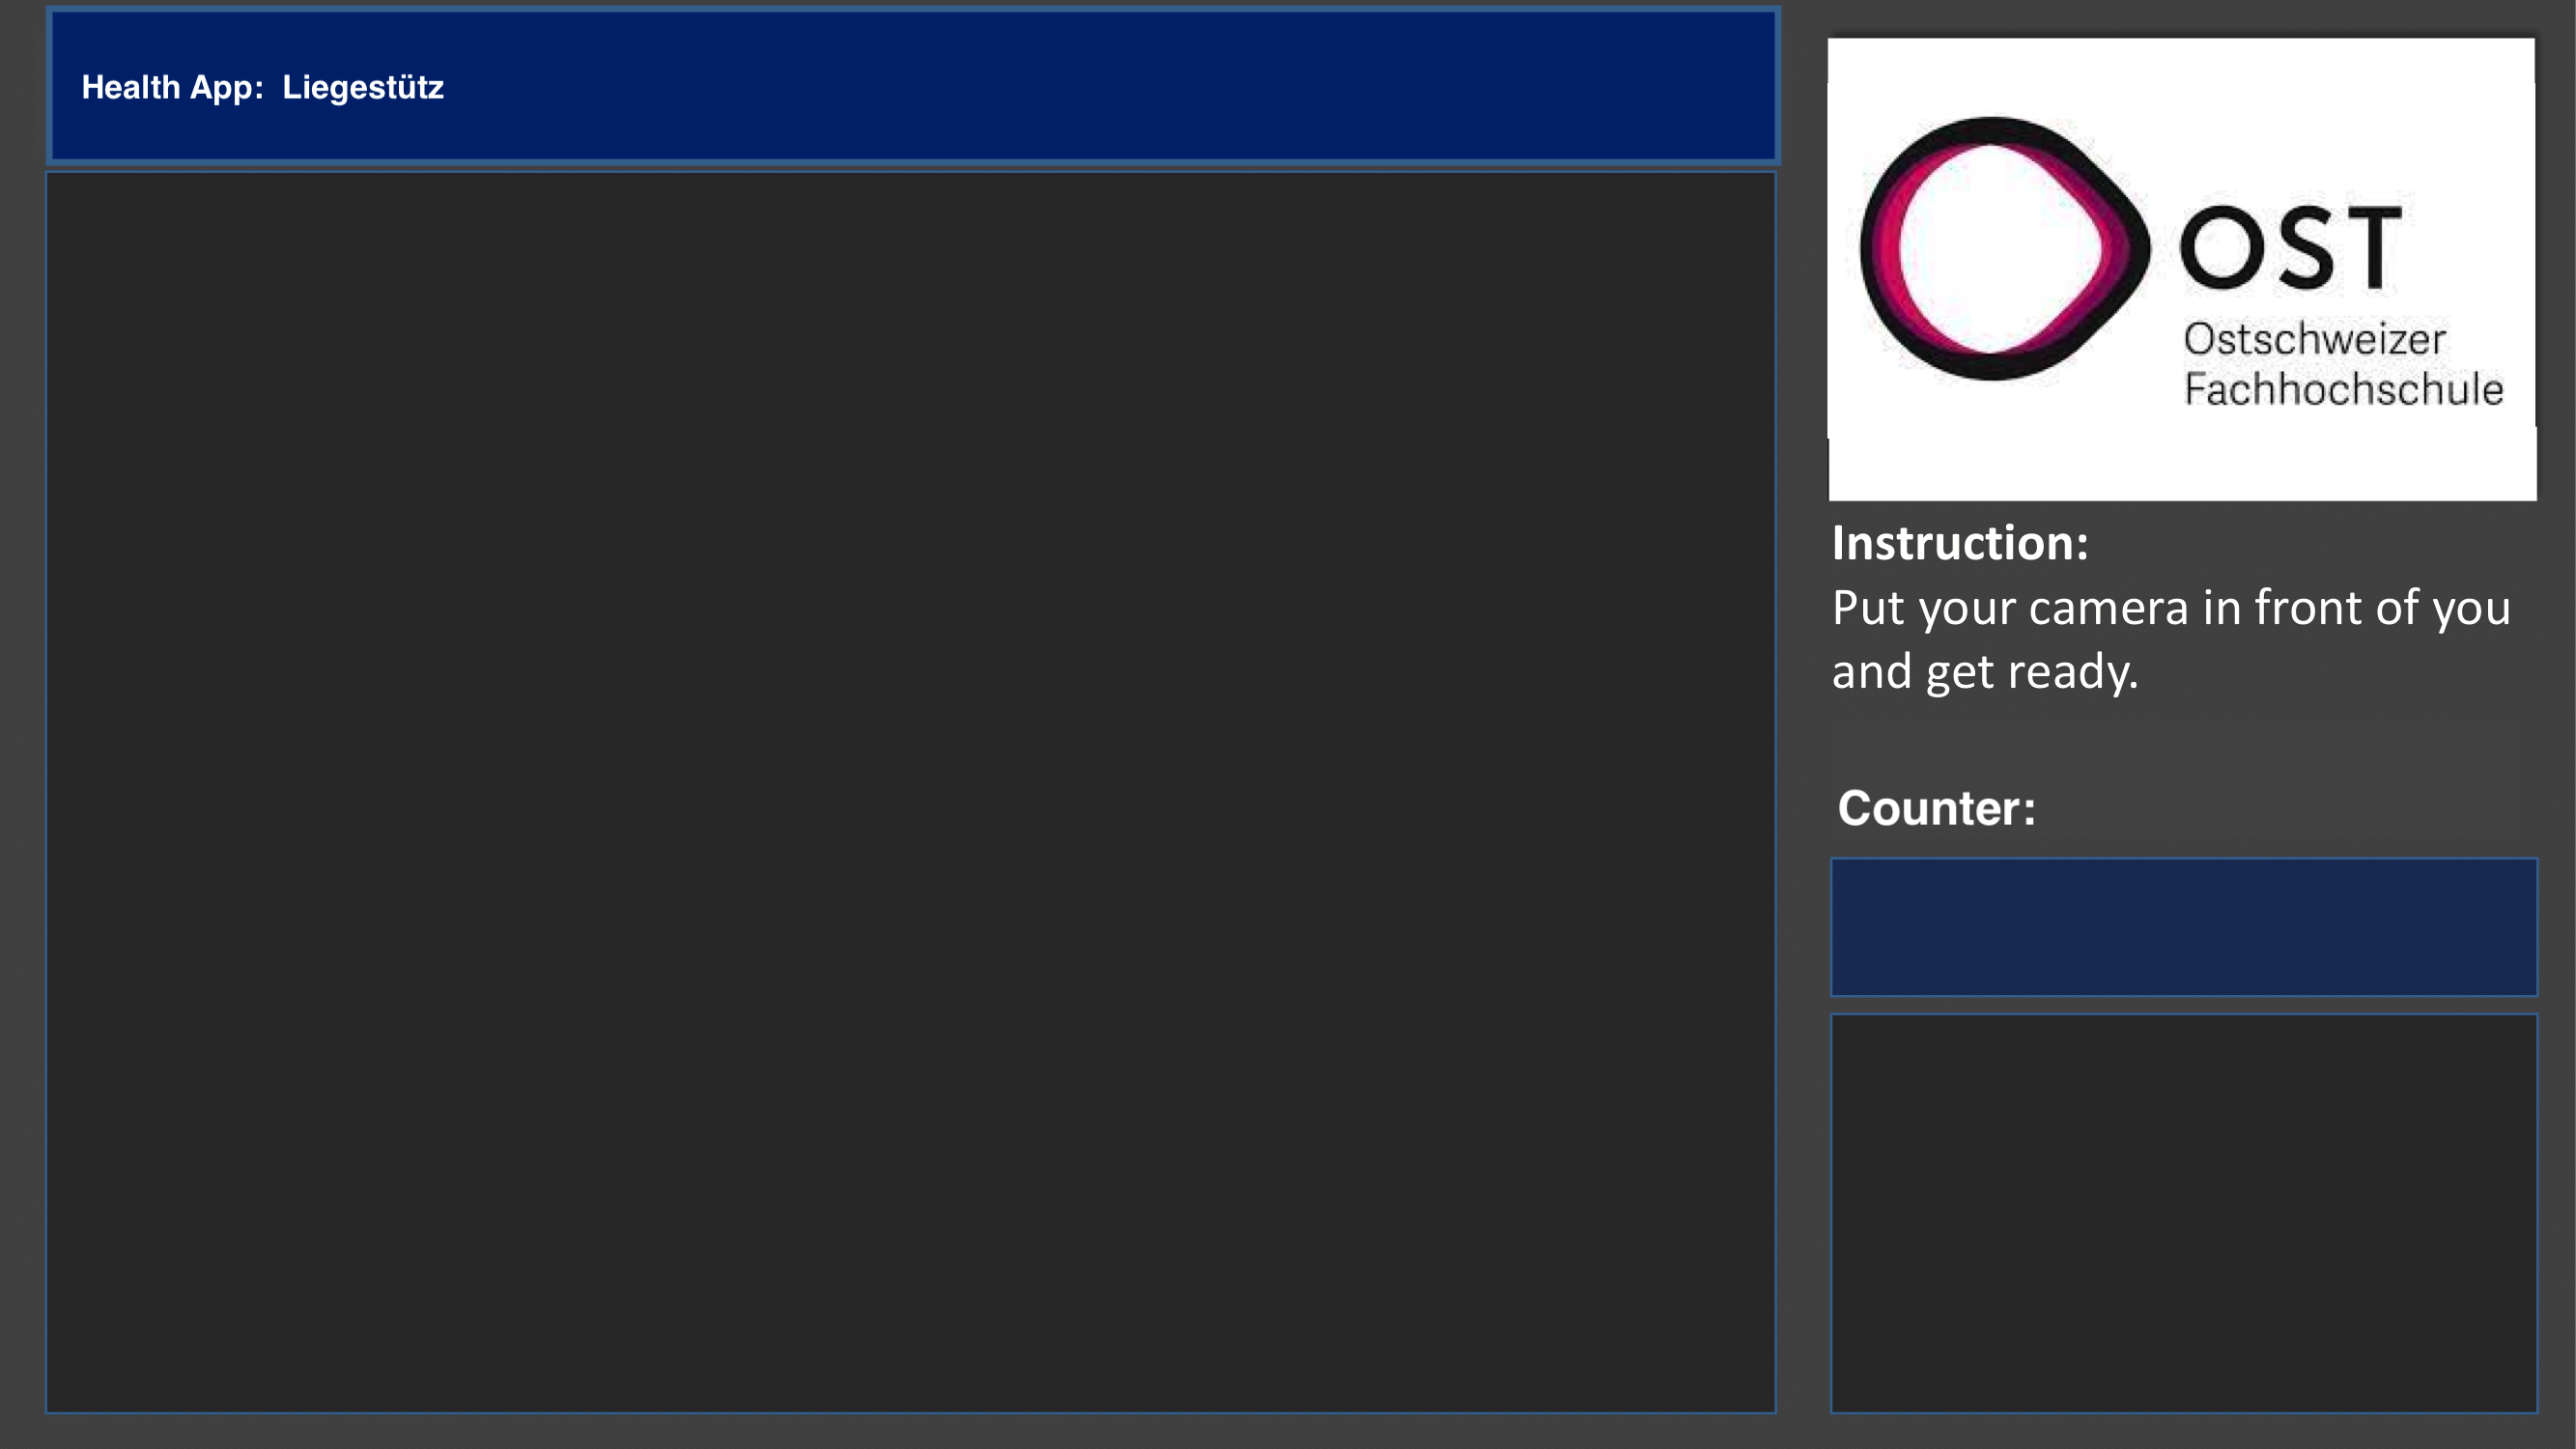 Health App:  Liegestütz
OST
Ostschweizer
Fachhochschule
Instruction:
Put your camera in front of you
and get ready.
Counter: